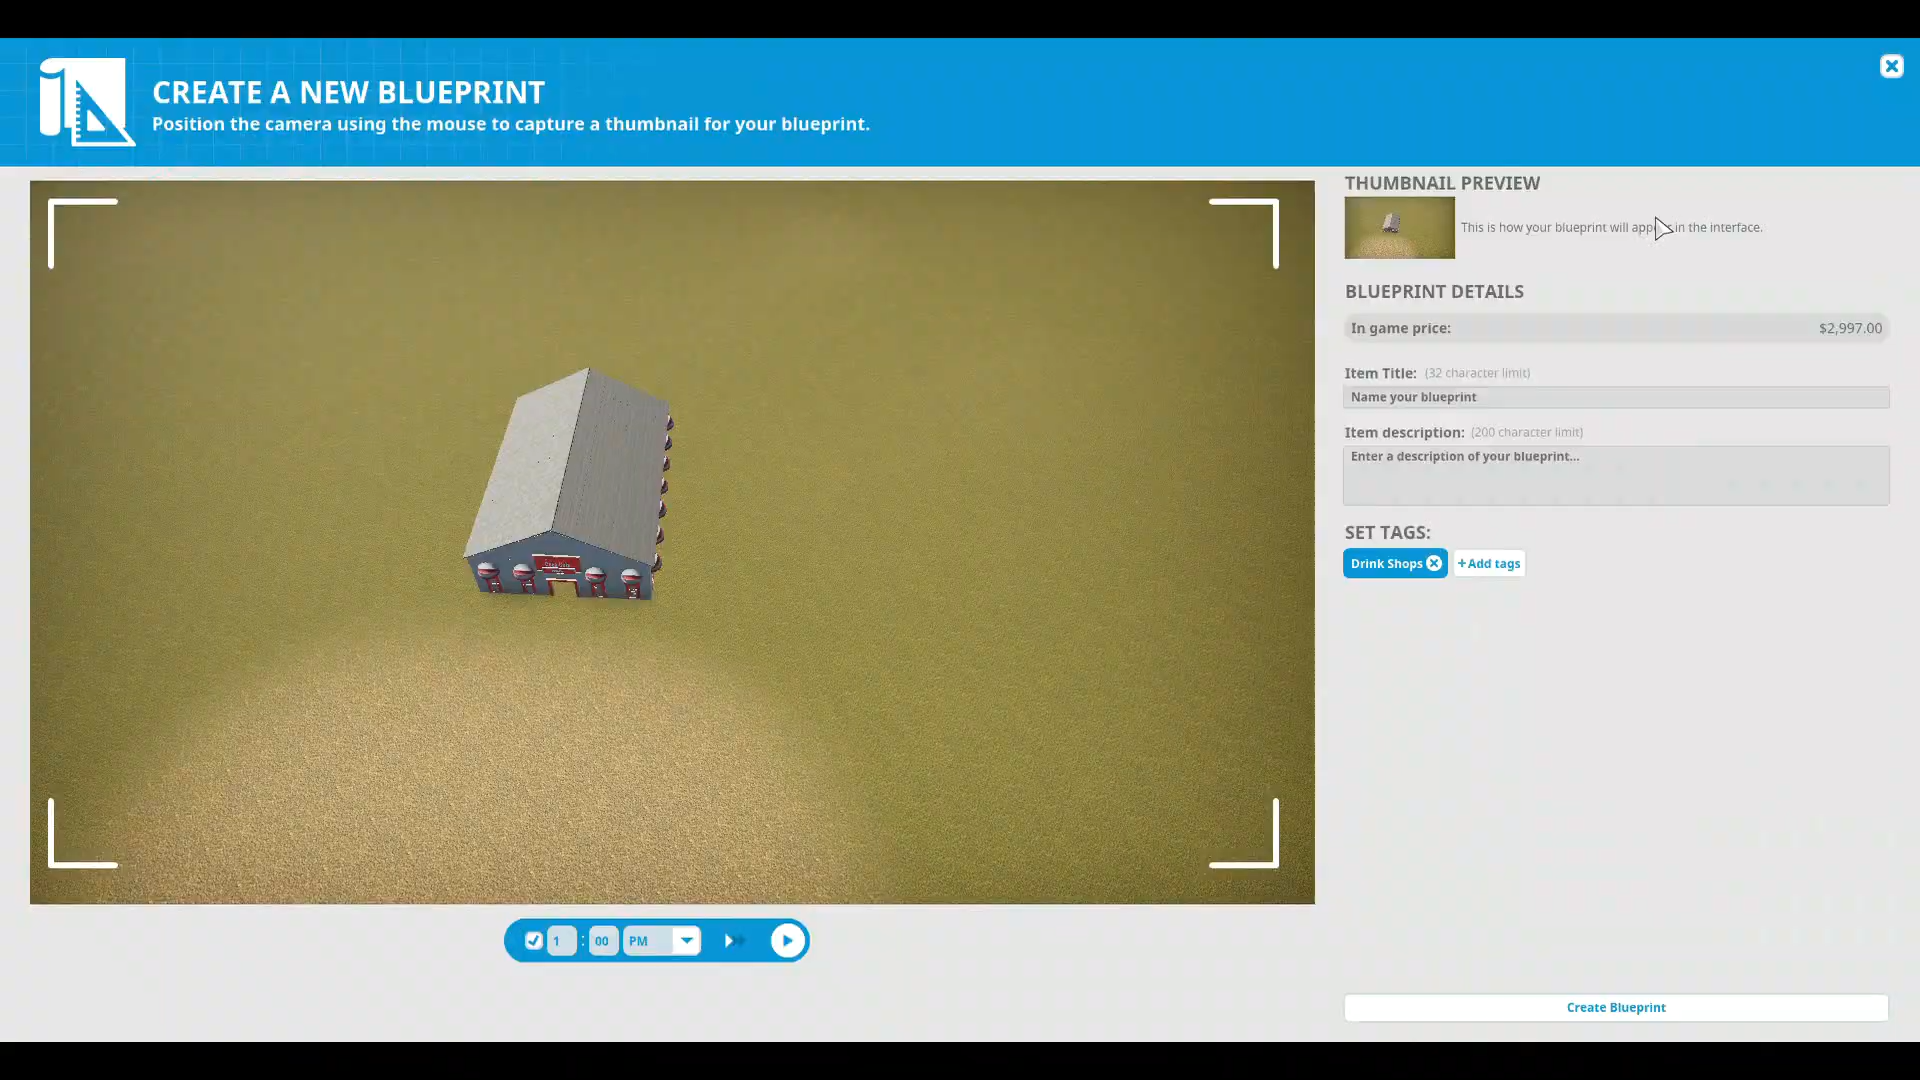 CREATE A NEW BLUEPRINT
Position the camera using the mouse to capture a thumbnail for your blueprint.
THUMBNAIL PREVIEW
This is how your blueprint will in the interface.
BLUEPRINT DETAILS
In game price: $2,997.00
Item Title: (32 character limit)
Name your blueprint
Item description: (200 character limit)
Enter a description of your blueprint...
SET TAGS:
Drink Shops +Add tags
1 : 00 PM
Create Blueprint